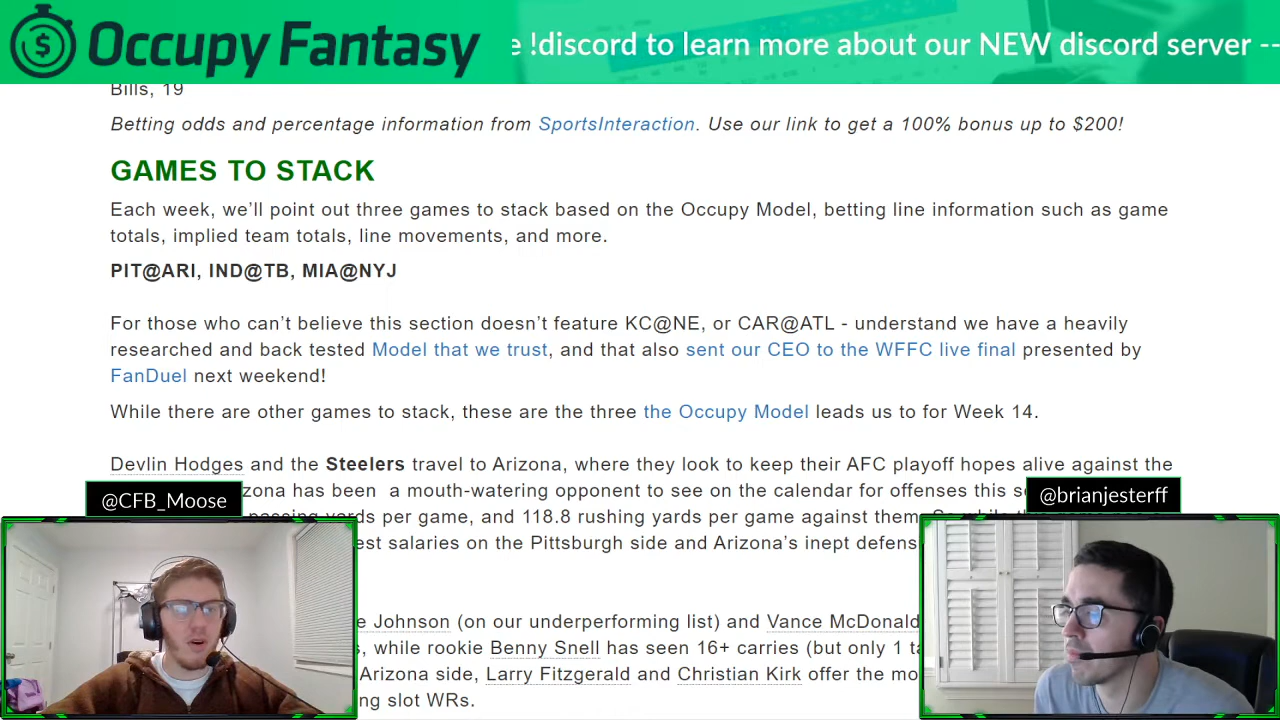 Occupy Fantasy
!discord to learn more about our NEW discord server --
Bills, 19
Betting odds and percentage information from SportsInteraction. Use our link to get a 100% bonus up to $200!
GAMES TO STACK
Each week, we'll point out three games to stack based on the Occupy Model, betting line information such as game
totals, implied team totals, line movements, and more.
PIT@ARI, IND@TB, MIA@NYJ
For those who can't believe this section doesn't feature KC@NE, or CAR@ATL - understand we have a heavily
researched and back tested Model that we trust, and that also sent our CEO to the WFFC live final presented by
FanDuel next weekend!
While there are other games to stack, these are the three the Occupy Model leads us to for Week 14.
Devlin Hodges and the Steelers travel to Arizona, where they look to keep their AFC playoff hopes alive against the
has been a mouth-watering opponent to see on the calendar for offenses this
passing yards per game, and 118.8 rushing yards per game against them.
salaries on the Pittsburgh side and Arizona's inept
Johnson (on our underperforming list) and Vance McDonald
while rookie Benny Snell has seen 16+ carries (but only 1
Arizona side, Larry Fitzgerald and Christian Kirk offer the
slot WRs.
@CFB_Moose
@brianjesterff